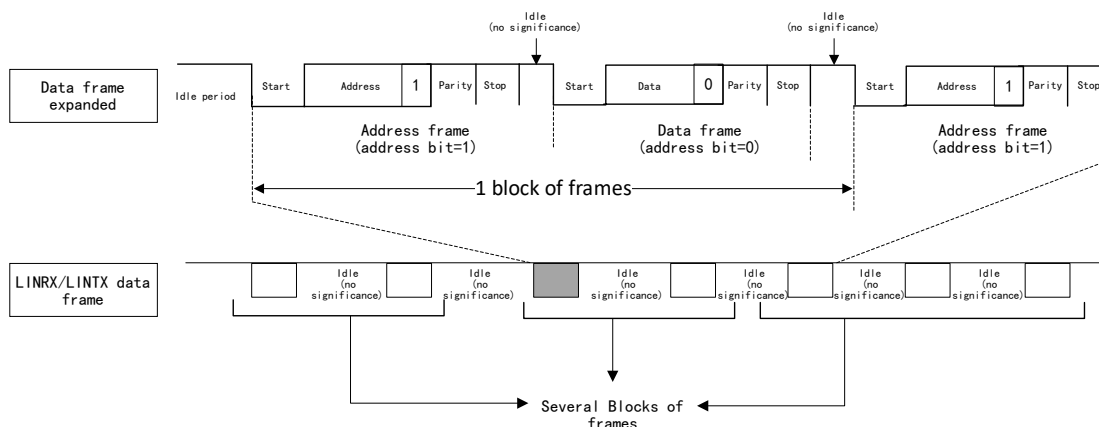 Idle
(no significance)
Idle
(no significance)
Data frame
expanded
Idle period
Start
Address
1
Parity
Stop
Start
Data
0
Parity
Stop
Start
Address
1
Parity
Stop
Address frame
(address bit=1)
Data frame
(address bit=0)
Address frame
(address bit=1)
1 block of frames
LINRX/LINTX data
frame
Idle
(no
significance)
Idle
(no
significance)
Idle
(no
significance)
Idle
(no
significance)
Idle
(no
significance)
Idle
(no
significance)
Several Blocks of
frames